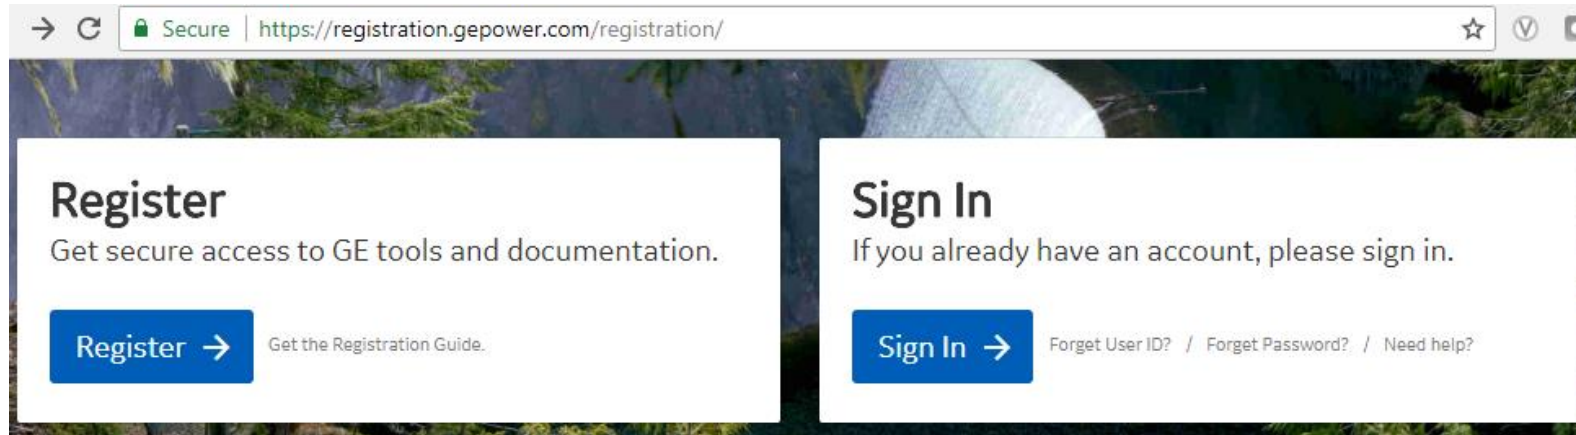 Secure https://registration.gepower.com/registration/
Register
Get secure access to GE tools and documentation.
Register → Get the Registration Guide.
Sign In
If you already have an account, please sign in.
Sign In → Forget User ID? / Forget Password? / Need help?